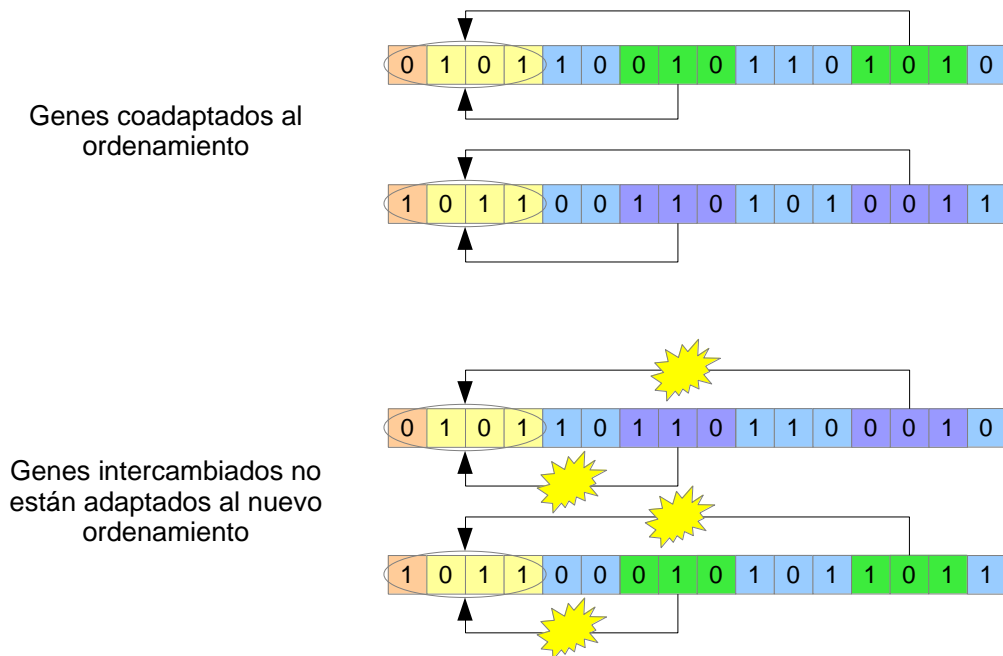 0 1 0 1 1 0 0 1 0 1 1 0 1 0 1 0
Genes coadaptados al
ordenamiento
1 0 1 1 0 0 1 1 0 1 0 1 0 0 1 1
0 1 0 1 1 0 1 1 0 1 1 0 0 0 1 0
Genes intercambiados no
están adaptados al nuevo
ordenamiento
1 0 1 1 0 0 0 1 0 1 0 1 1 0 1 1